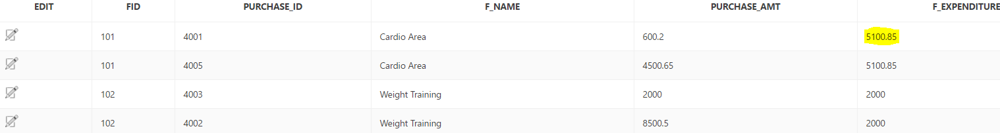 EDIT FID PURCHASE_ID F_NAME PURCHASE_AMT F_EXPENDITURE
101 4001 Cardio Area 600.2 5100.85
101 4005 Cardio Area 4500.65 5100.85
102 4003 Weight Training 2000 2000
102 4002 Weight Training 8500.5 2000